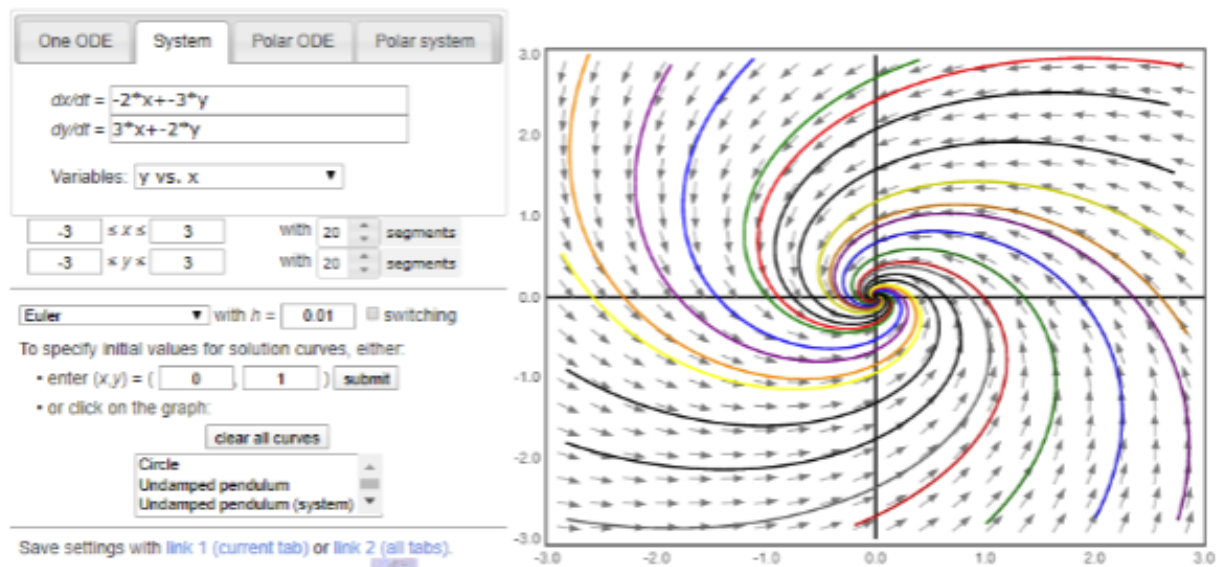 One ODE System Polar ODE Polar system
dx/dt = -2*x+-3*y
dy/dt = 3*x+-2*y
Variables: y vs. x
-3 ≤ x ≤ 3 with 20 segments
-3 ≤ y ≤ 3 with 20 segments
Euler with h = 0.01 switching
To specify initial values for solution curves, either:
• enter (x,y) = ( 0 , 1 ) submit
• or click on the graph:
clear all curves
Circle
Undamped pendulum
Undamped pendulum (system)
Save settings with link 1 (current tab) or link 2 (all tabs).
3.0
2.0
1.0
0.0
-1.0
-2.0
-3.0
-3.0 -2.0 -1.0 0.0 1.0 2.0 3.0